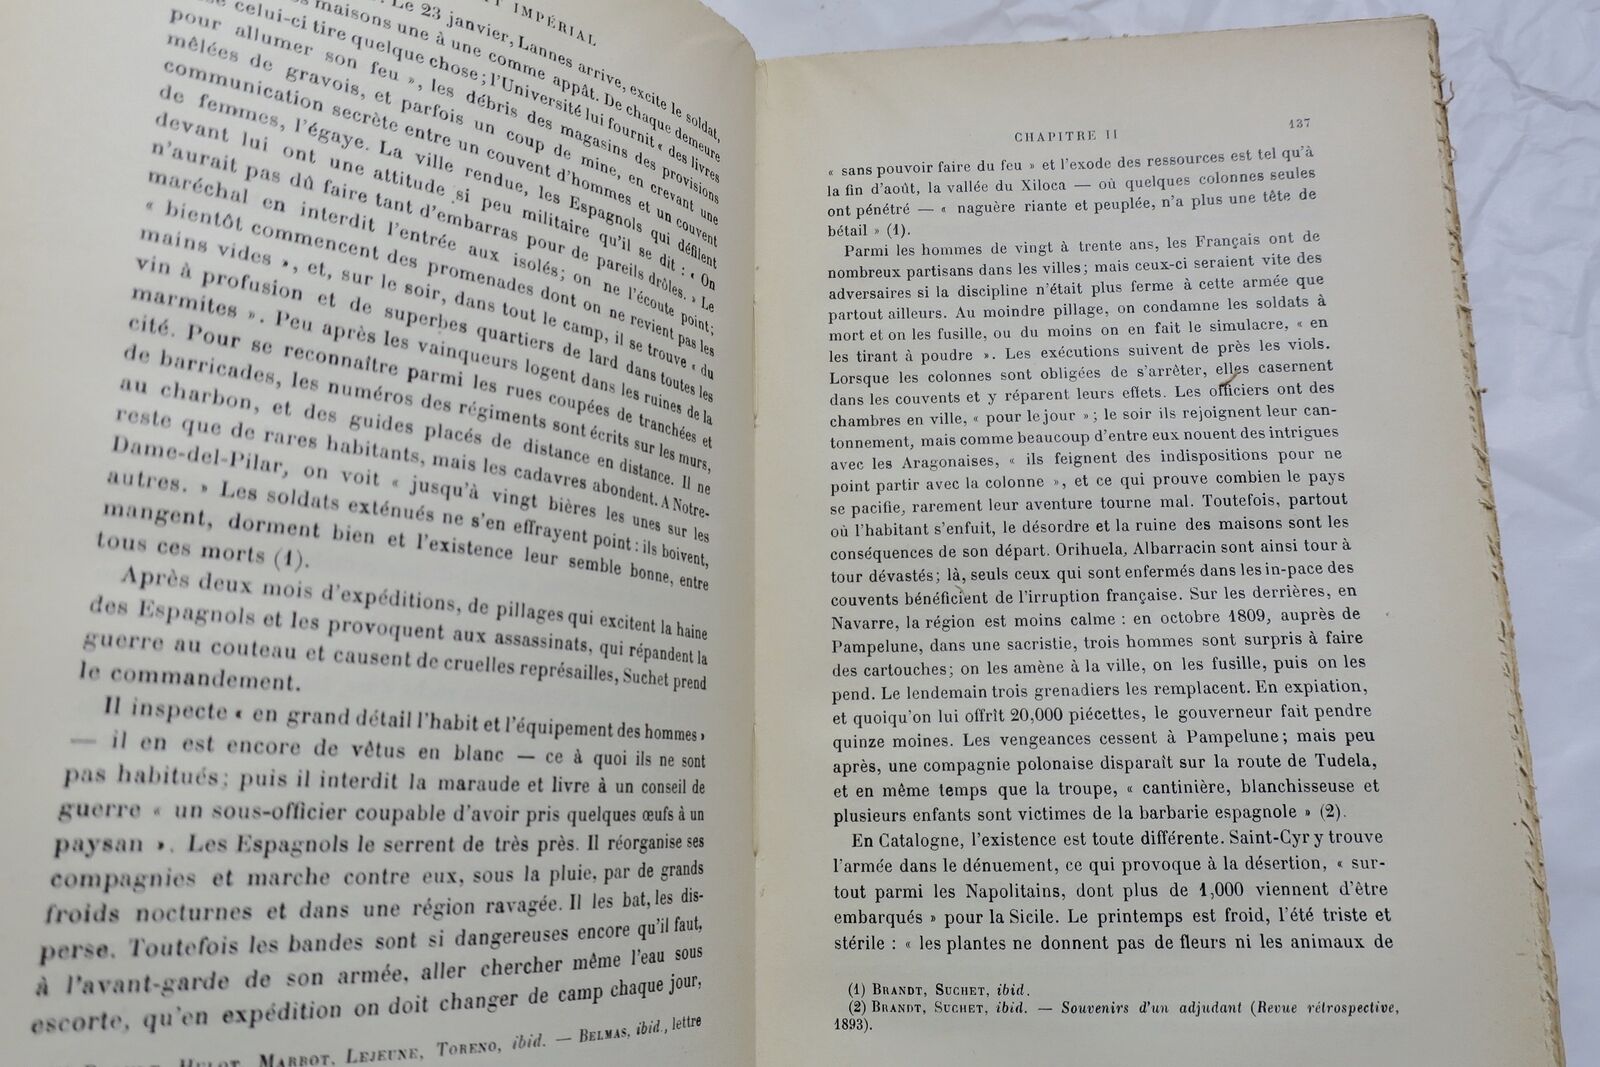 IMPÉRIAL
Le 23 janvier, Lannes arrive, excite le soldat,
maisons une à une comme appât. De chaque demeure
celui-ci tire quelque chose; l'Université lui fournit « des livres
pour allumer son feu », les débris des magasins des provisions
mêlées de gravois, et parfois un coup de mine, en crevant une
communication secrète entre un couvent d'hommes et un couvent
de femmes, l'égaye. La ville rendue, les Espagnols qui défilent
devant lui ont une attitude si peu militaire qu'il se dit : « On
n'aurait pas dû faire tant d'embarras pour de pareils drôles. » Le
maréchal en interdit l'entrée aux isolés; on ne l'écoute point;
« bientôt commencent des promenades dont on ne revient pas les
mains vides », et, sur le soir, dans tout le camp, il se trouve « du
vin à profusion et de superbes quartiers de lard dans toutes les
marmites ». Peu après les vainqueurs logent dans les ruines de la
cité. Pour se reconnaître parmi les rues coupées de tranchées et
de barricades, les numéros des régiments sont écrits sur les murs,
au charbon, et des guides placés de distance en distance. Il ne
reste que de rares habitants, mais les cadavres abondent. A Notre-
Dame-del-Pilar, on voit « jusqu'à vingt bières les unes sur les
autres. » Les soldats exténués ne s'en effrayent point : ils boivent,
mangent, dorment bien et l'existence leur semble bonne, entre
tous ces morts (1).
Après deux mois d'expéditions, de pillages qui excitent la haine
des Espagnols et les provoquent aux assassinats, qui répandent la
guerre au couteau et causent de cruelles représailles, Suchet prend
le commandement.
Il inspecte « en grand détail l'habit et l'équipement des hommes »
— il en est encore de vêtus en blanc — ce à quoi ils ne sont
pas habitués; puis il interdit la maraude et livre à un conseil de
guerre « un sous-officier coupable d'avoir pris quelques œufs à un
paysan ». Les Espagnols le serrent de très près. Il réorganise ses
compagnies et marche contre eux, sous la pluie, par de grands
froids nocturnes et dans une région ravagée. Il les bat, les dis-
perse. Toutefois les bandes sont si dangereuses encore qu'il faut,
à l'avant-garde de son armée, aller chercher même l'eau sous
escorte, qu'en expédition on doit changer de camp chaque jour,
MARBOT, LEJEUNE, TORENO, ibid. — BELMAS, ibid., lettre
CHAPITRE II 137
« sans pouvoir faire du feu » et l'exode des ressources est tel qu'à
la fin d'août, la vallée du Xiloca — où quelques colonnes seules
ont pénétré — « naguère riante et peuplée, n'a plus une tête de
bétail » (1).
Parmi les hommes de vingt à trente ans, les Français ont de
nombreux partisans dans les villes; mais ceux-ci seraient vite des
adversaires si la discipline n'était plus ferme à cette armée que
partout ailleurs. Au moindre pillage, on condamne les soldats à
mort et on les fusille, ou du moins on en fait le simulacre, « en
les tirant à poudre ». Les exécutions suivent de près les viols.
Lorsque les colonnes sont obligées de s'arrêter, elles casernent
dans les couvents et y réparent leurs effets. Les officiers ont des
chambres en ville, « pour le jour »; le soir ils rejoignent leur can-
tonnement, mais comme beaucoup d'entre eux nouent des intrigues
avec les Aragonaises, « ils feignent des indispositions pour ne
point partir avec la colonne », et ce qui prouve combien le pays
se pacifie, rarement leur aventure tourne mal. Toutefois, partout
où l'habitant s'enfuit, le désordre et la ruine des maisons sont les
conséquences de son départ. Orihuela, Albarracin sont ainsi tour à
tour dévastés; là, seuls ceux qui sont enfermés dans les in-pace des
couvents bénéficient de l'irruption française. Sur les derrières, en
Navarre, la région est moins calme : en octobre 1809, auprès de
Pampelune, dans une sacristie, trois hommes sont surpris à faire
des cartouches; on les amène à la ville, on les fusille, puis on les
pend. Le lendemain trois grenadiers les remplacent. En expiation,
et quoiqu'on lui offrît 20,000 piécettes, le gouverneur fait pendre
quinze moines. Les vengeances cessent à Pampelune; mais peu
après, une compagnie polonaise disparaît sur la route de Tudela,
et en même temps que la troupe, « cantinière, blanchisseuse et
plusieurs enfants sont victimes de la barbarie espagnole » (2).
En Catalogne, l'existence est toute différente. Saint-Cyr y trouve
l'armée dans le dénuement, ce qui provoque à la désertion, « sur-
tout parmi les Napolitains, dont plus de 1,000 viennent d'être
embarqués » pour la Sicile. Le printemps est froid, l'été triste et
stérile : « les plantes ne donnent pas de fleurs ni les animaux de
(1) BRANDT, SUCHET, ibid.
(2) BRANDT, SUCHET, ibid. — Souvenirs d'un adjudant (Revue rétrospective,
1893).